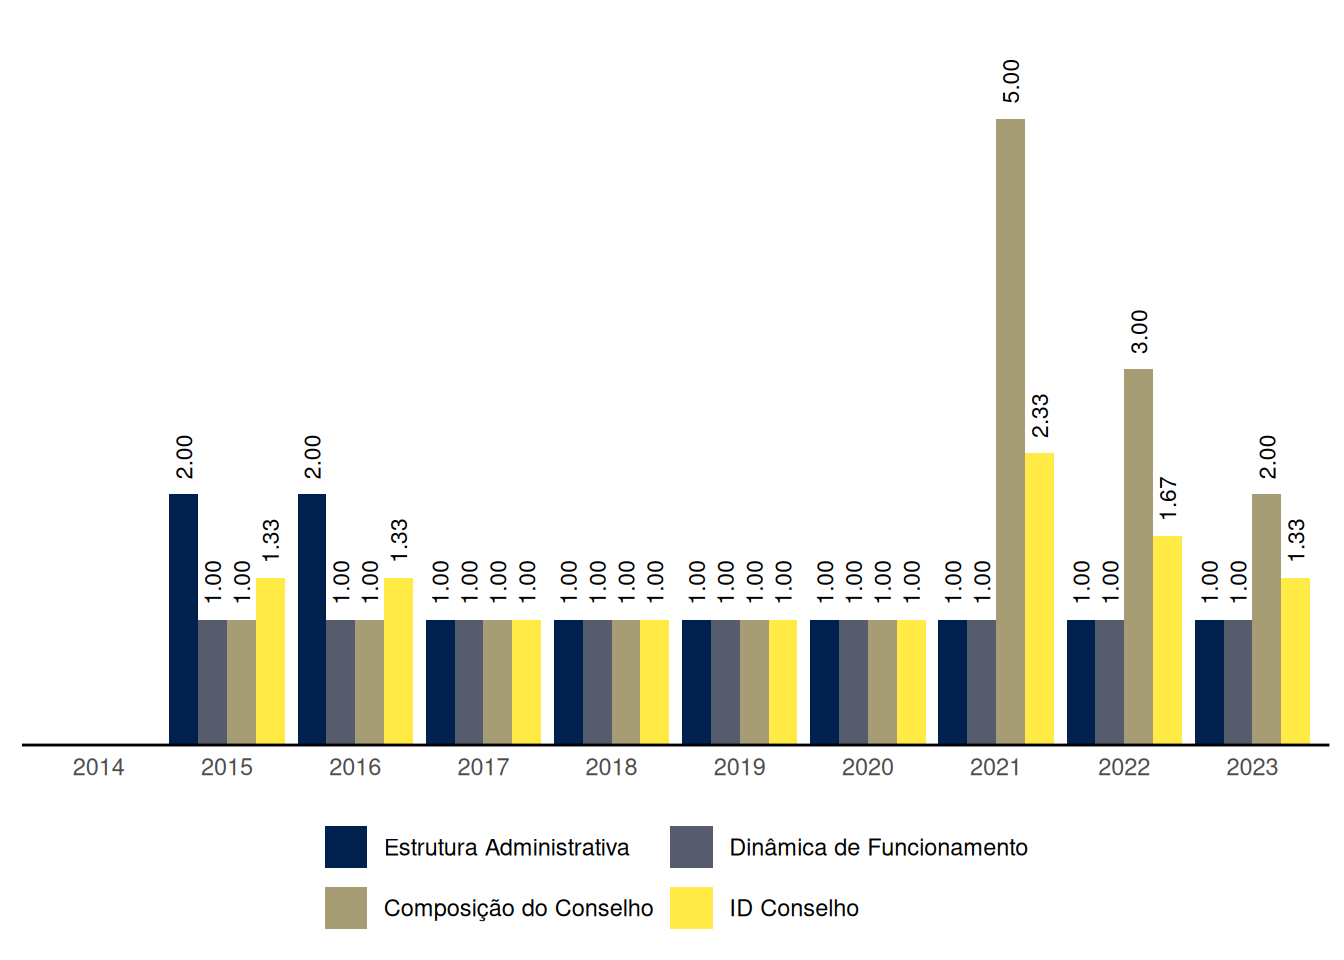 5.00
3.00
2.33
2.00 2.00 2.00
1.67
1.33 1.33 1.33
1.00 1.00 1.00 1.00 1.00 1.00 1.00 1.00 1.00 1.00 1.00 1.00 1.00 1.00 1.00 1.00 1.00 1.00 1.00 1.00 1.00 1.00 1.00 1.00 1.00 1.00
2014 2015 2016 2017 2018 2019 2020 2021 2022 2023
Estrutura Administrativa Dinâmica de Funcionamento
Composição do Conselho ID Conselho